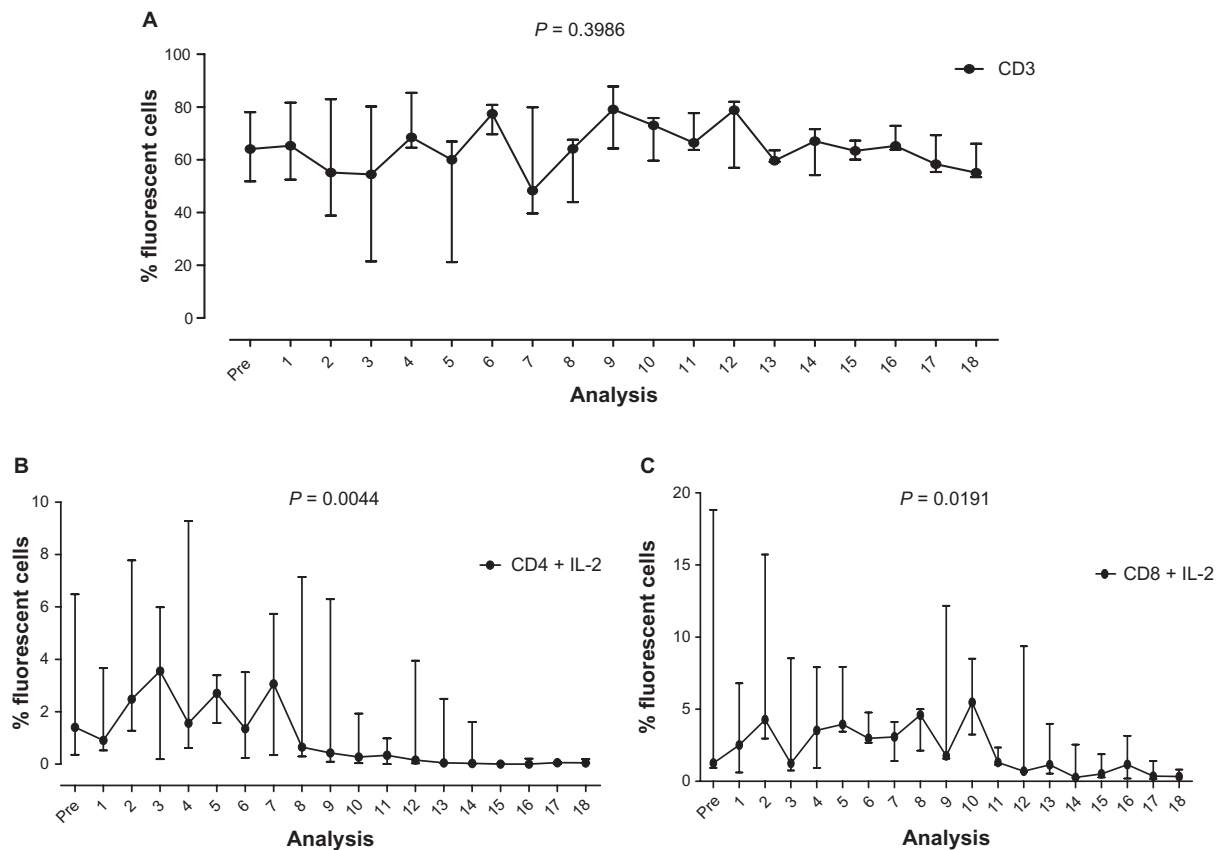 A
P = 0.3986
CD3
% fluorescent cells
100
80
60
40
20
0
Pre 1 2 3 4 5 6 7 8 9 10 11 12 13 14 15 16 17 18
Analysis
B
P = 0.0044
CD4 + IL-2
% fluorescent cells
10
8
6
4
2
0
Pre 1 2 3 4 5 6 7 8 9 10 11 12 13 14 15 16 17 18
Analysis
C
P = 0.0191
CD8 + IL-2
% fluorescent cells
20
15
10
5
0
Pre 1 2 3 4 5 6 7 8 9 10 11 12 13 14 15 16 17 18
Analysis